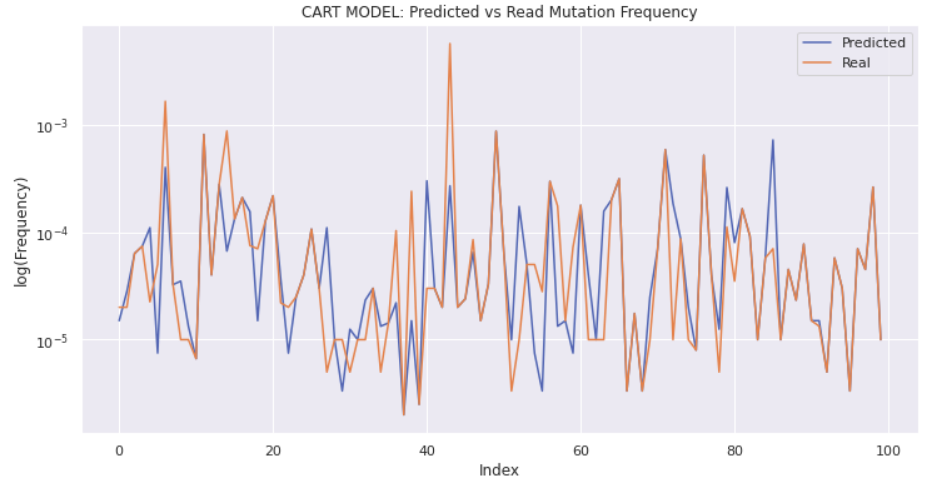 CART MODEL: Predicted vs Read Mutation Frequency
Predicted
Real
log(Frequency)
10⁻³
10⁻⁴
10⁻⁵
0 20 40 60 80 100
Index